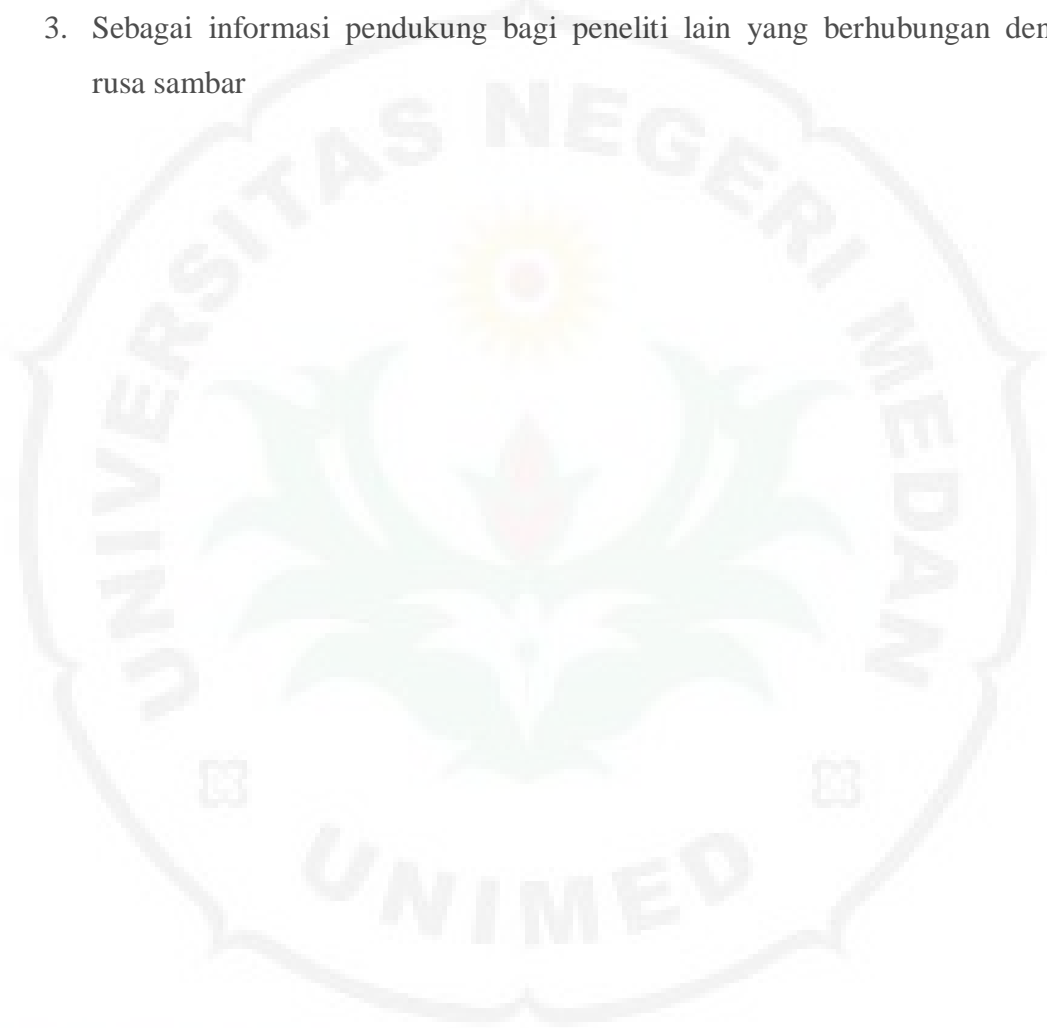 3. Sebagai informasi pendukung bagi peneliti lain yang berhubungan den
rusa sambar
UNIVERSITAS NEGERI MEDAN
UNIMED